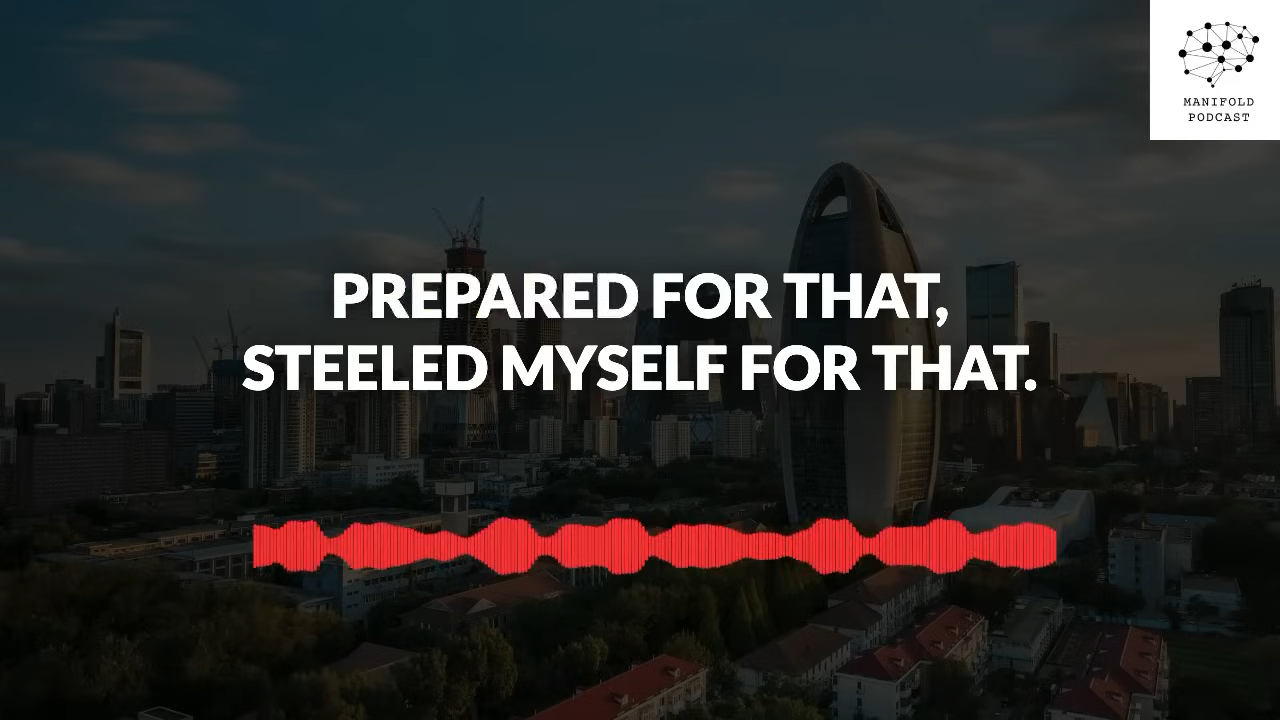 MANIFOLD
PODCAST
PREPARED FOR THAT,
STEELED MYSELF FOR THAT.